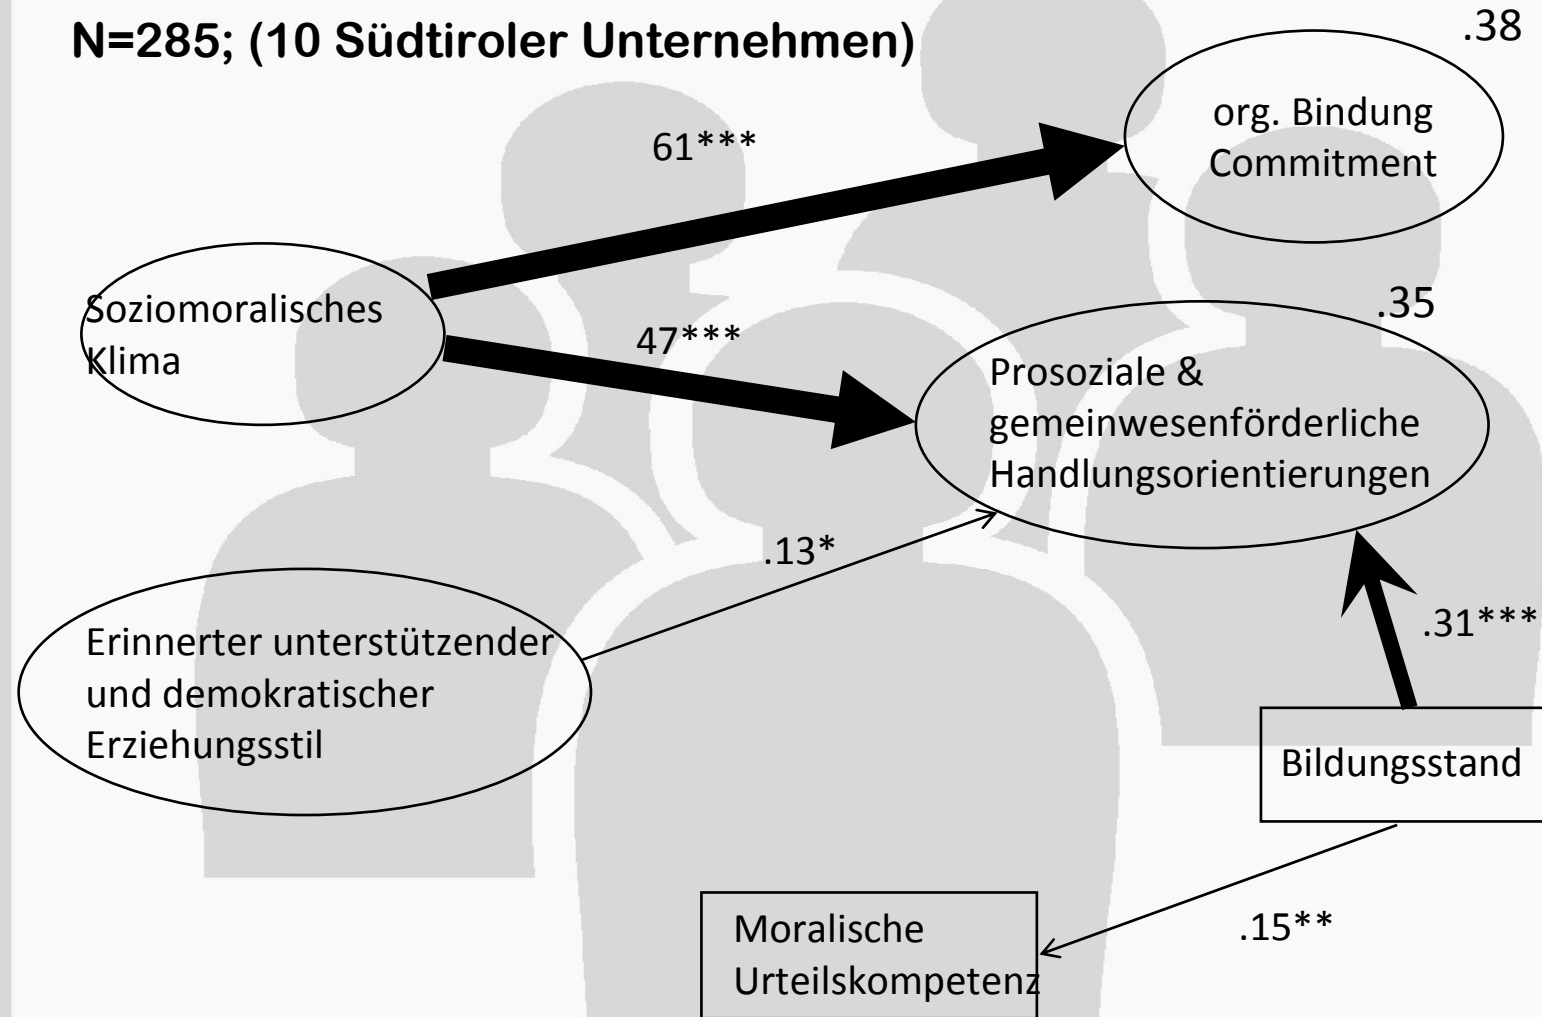 N=285; (10 Südtiroler Unternehmen)
.38
org. Bindung
Commitment
61***
Soziomoralisches
Klima
47***
.35
Prosoziale &
gemeinwesenförderliche
Handlungsorientierungen
.13*
Erinnerter unterstützender
und demokratischer
Erziehungsstil
.31***
Bildungsstand
.15**
Moralische
Urteilskompetenz